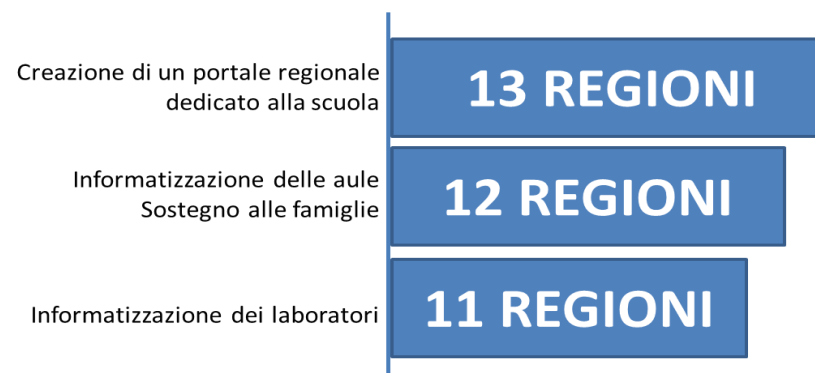 Creazione di un portale regionale
dedicato alla scuola
13 REGIONI
Informatizzazione delle aule
Sostegno alle famiglie
12 REGIONI
Informatizzazione dei laboratori
11 REGIONI